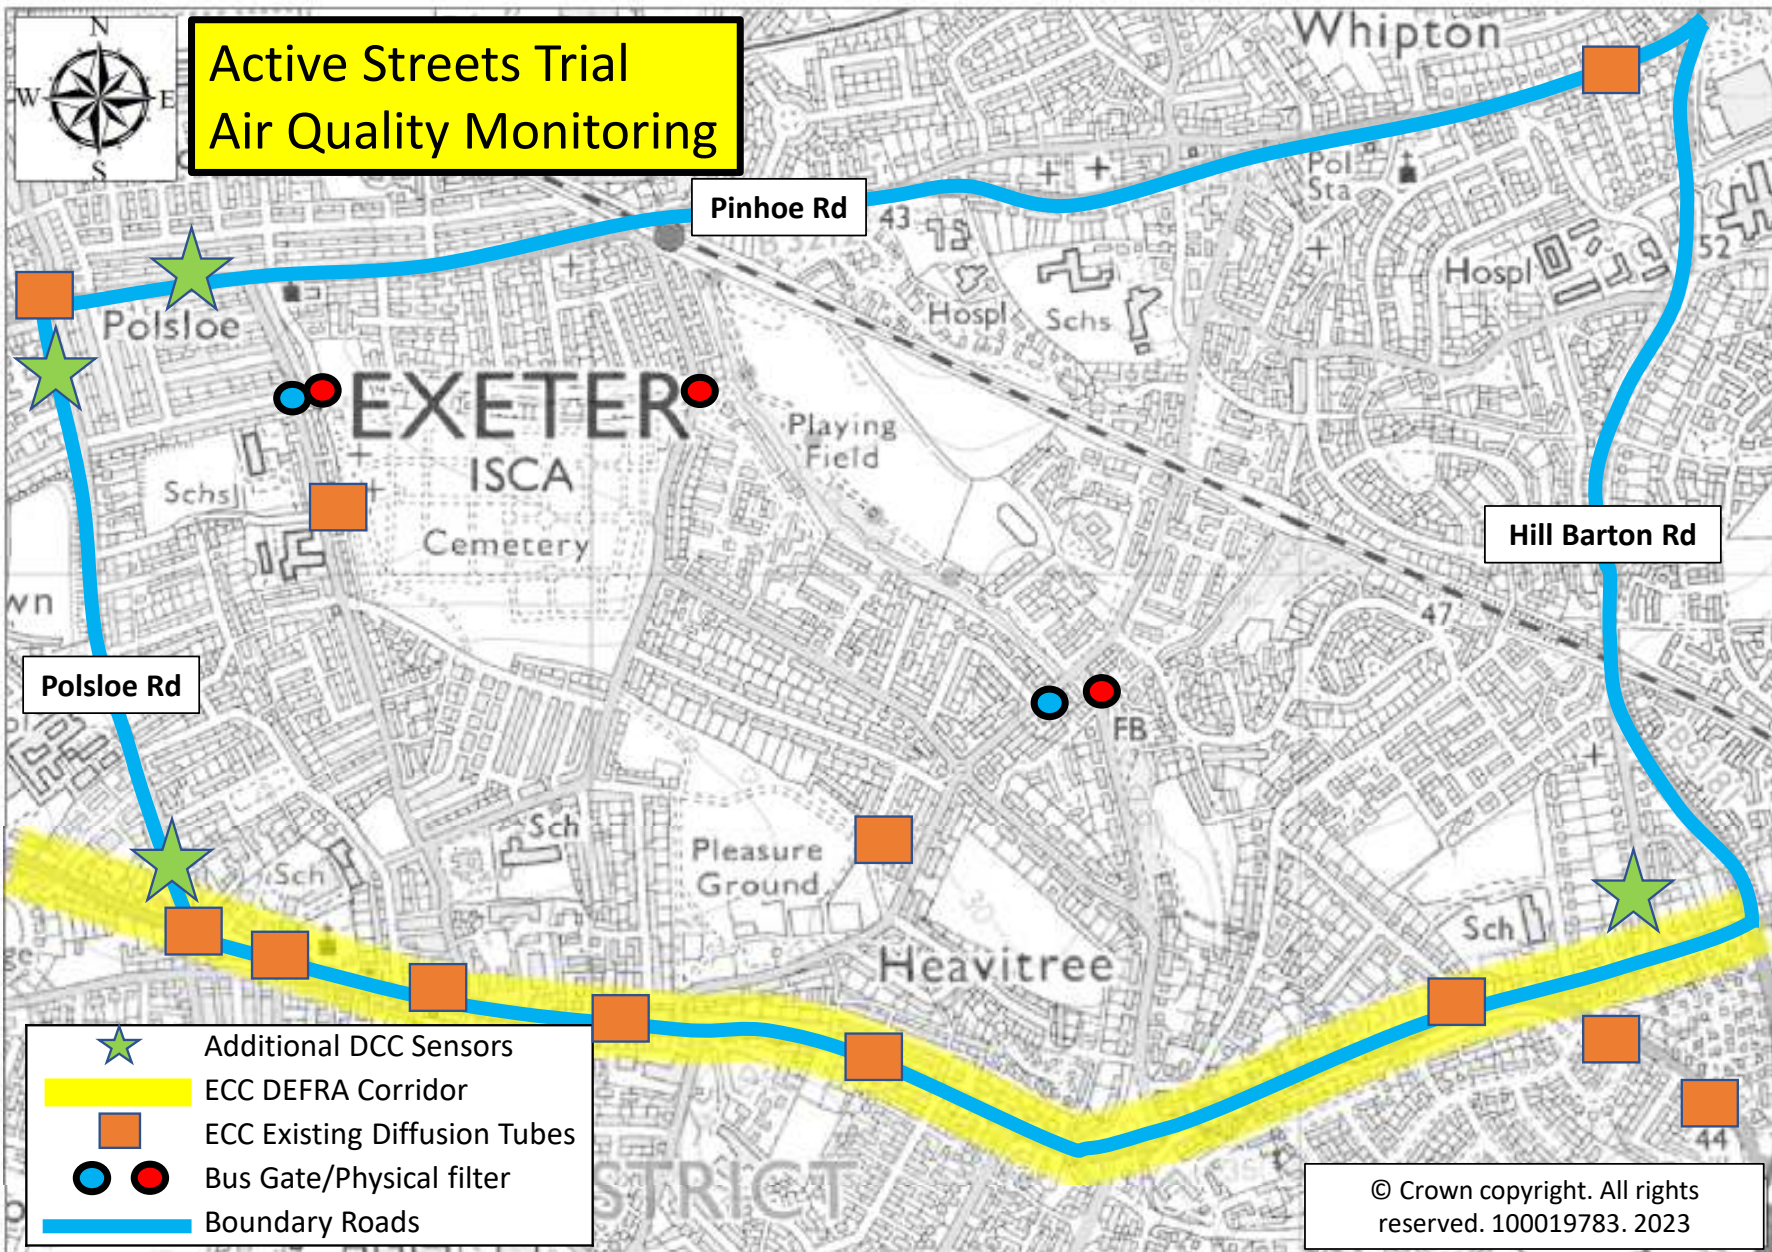 N
W
E
S
Active Streets Trial
Air Quality Monitoring
Whipton
Pinhoe Rd
43
Pol
Sta
52
Hospl
Polsloe
Hospl
Schs
EXETER
ISCA
Playing
Field
Schs
Cemetery
Hill Barton Rd
wn
47
Polsloe Rd
FB
Sch
Sch
Pleasure
Ground
Sch
Heavitree
44
STRICT
Additional DCC Sensors
ECC DEFRA Corridor
ECC Existing Diffusion Tubes
Bus Gate/Physical filter
Boundary Roads
© Crown copyright. All rights
reserved. 100019783. 2023